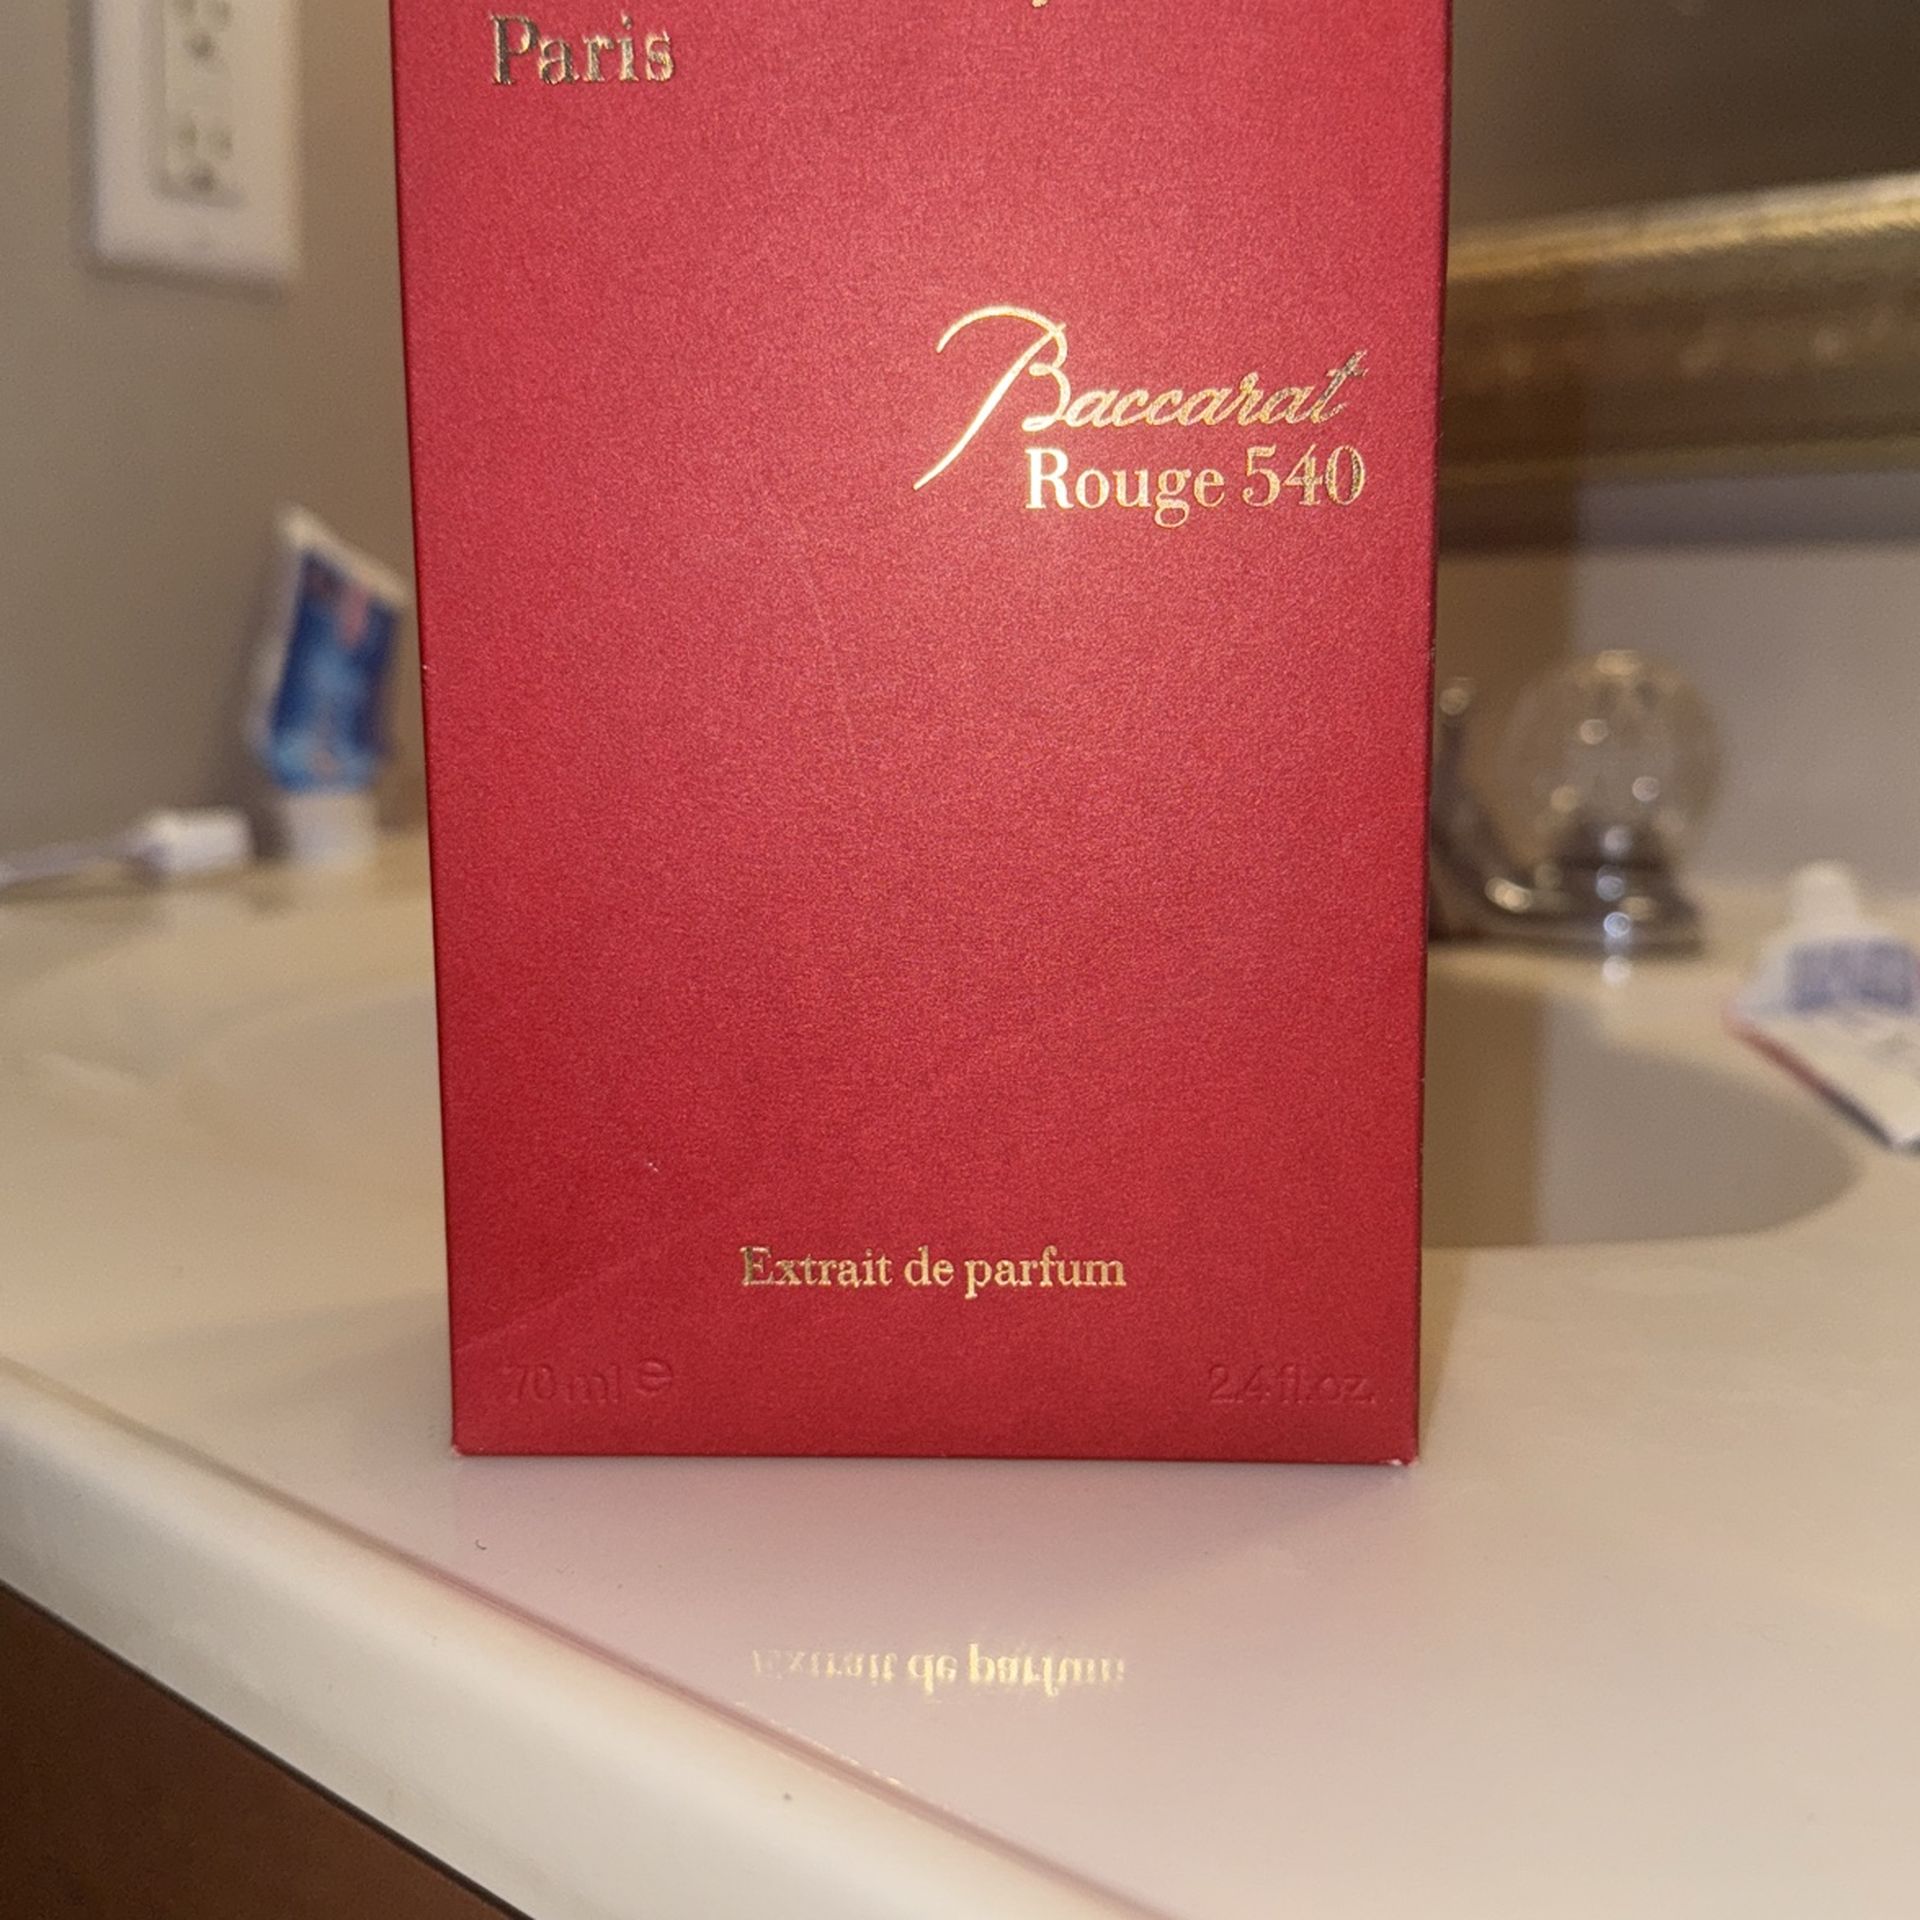 Paris
Baccarat
Rouge 540
Extrait de parfum
70 ml ℮
2.4 fl.oz.